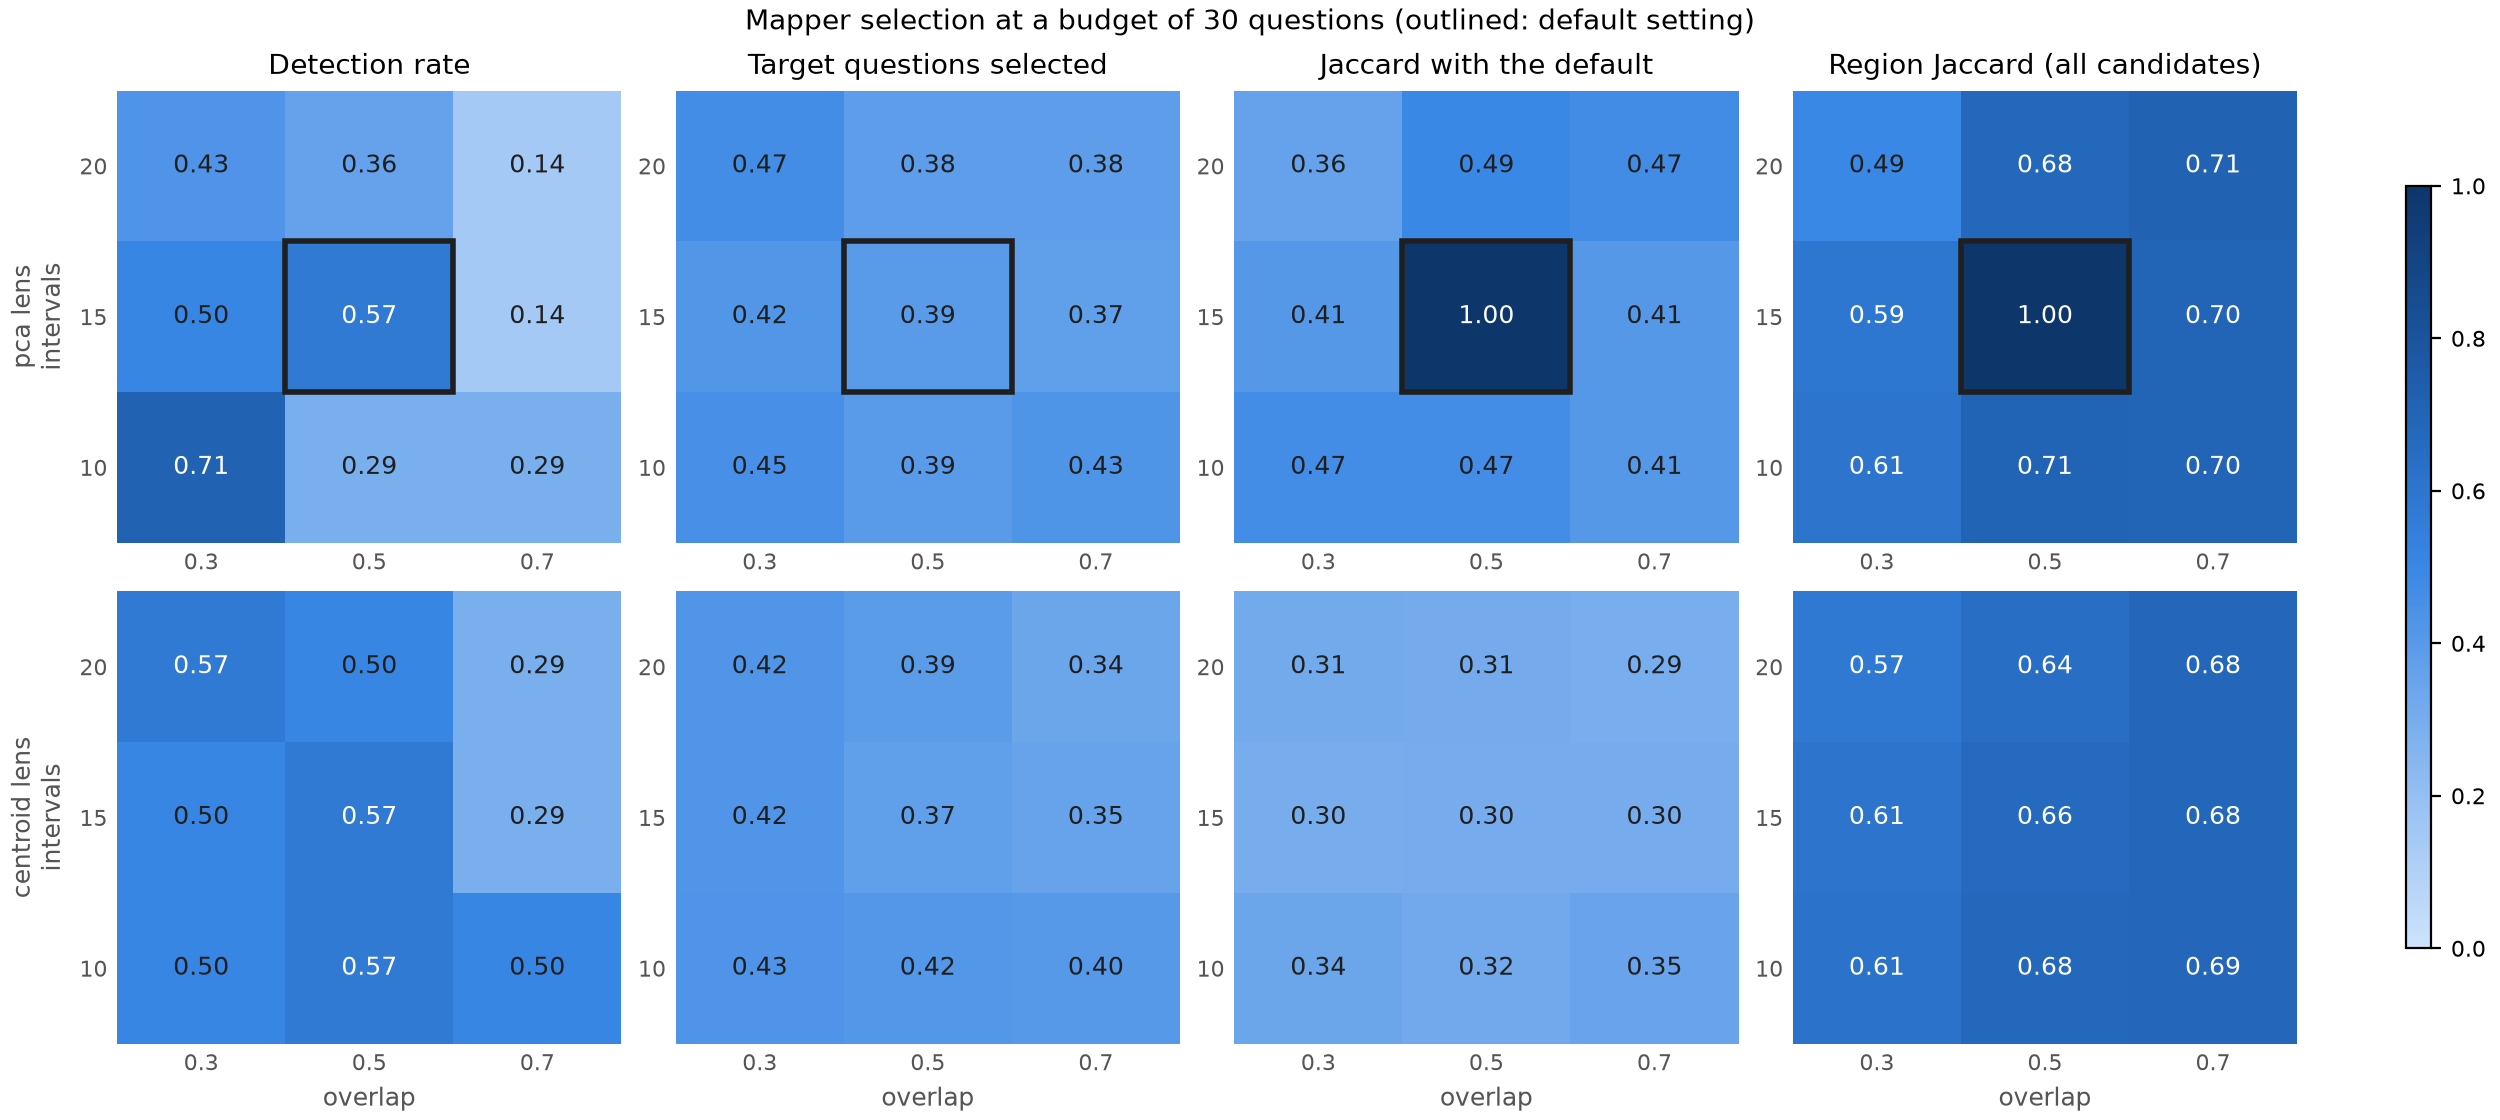 Mapper selection at a budget of 30 questions (outlined: default setting)
Detection rate
Target questions selected
Jaccard with the default
Region Jaccard (all candidates)
pca lens
intervals
20 0.43 0.36 0.14
15 0.50 0.57 0.14
10 0.71 0.29 0.29
0.3 0.5 0.7
20 0.47 0.38 0.38
15 0.42 0.39 0.37
10 0.45 0.39 0.43
0.3 0.5 0.7
20 0.36 0.49 0.47
15 0.41 1.00 0.41
10 0.47 0.47 0.41
0.3 0.5 0.7
20 0.49 0.68 0.71
15 0.59 1.00 0.70
10 0.61 0.71 0.70
0.3 0.5 0.7
centroid lens
intervals
20 0.57 0.50 0.29
15 0.50 0.57 0.29
10 0.50 0.57 0.50
0.3 0.5 0.7
overlap
20 0.42 0.39 0.34
15 0.42 0.37 0.35
10 0.43 0.42 0.40
0.3 0.5 0.7
overlap
20 0.31 0.31 0.29
15 0.30 0.30 0.30
10 0.34 0.32 0.35
0.3 0.5 0.7
overlap
20 0.57 0.64 0.68
15 0.61 0.66 0.68
10 0.61 0.68 0.69
0.3 0.5 0.7
overlap
1.0
0.8
0.6
0.4
0.2
0.0